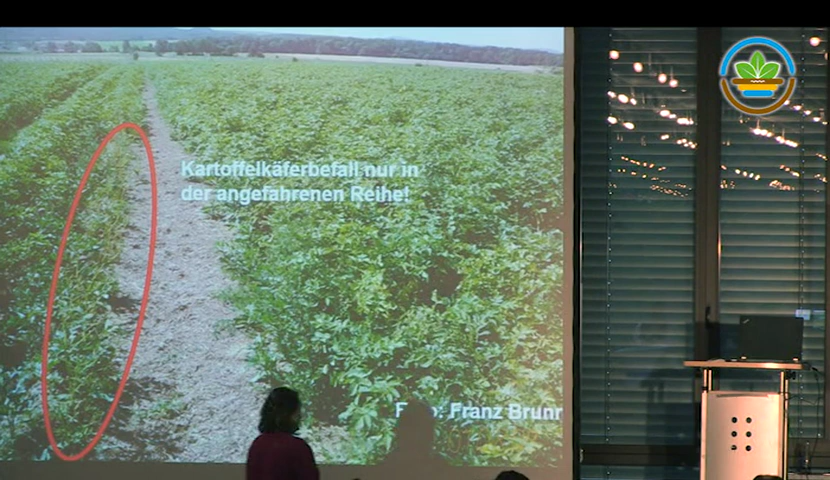 Kartoffelkäferbefall nur in
der angefahrenen Reihe!
Franz Brunn